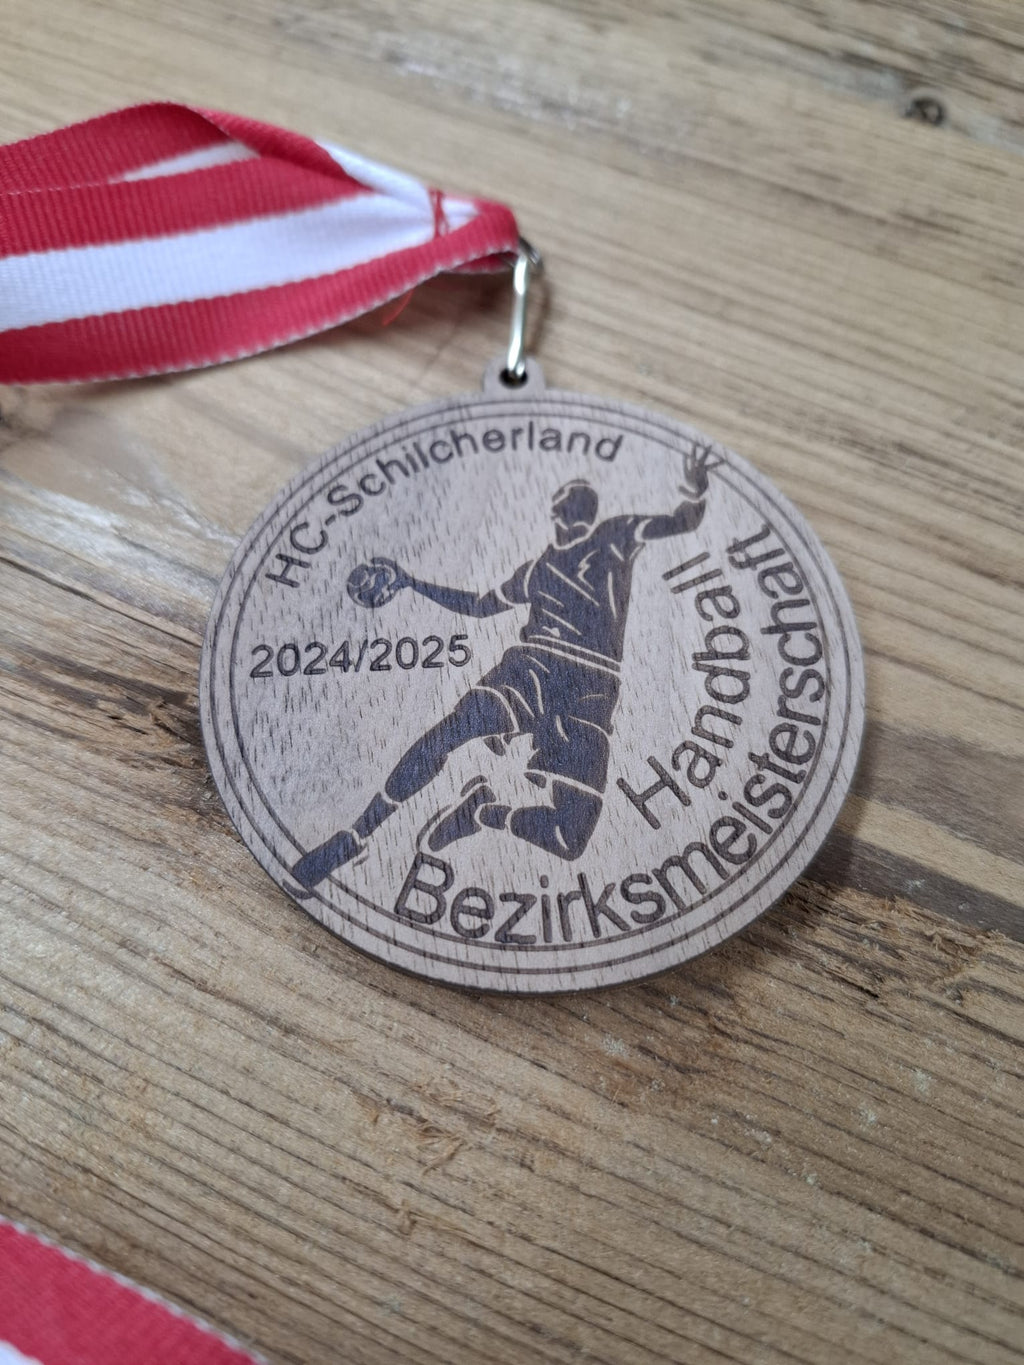 HC-Schilcherland
2024/2025
Handball
Bezirksmeisterschaft